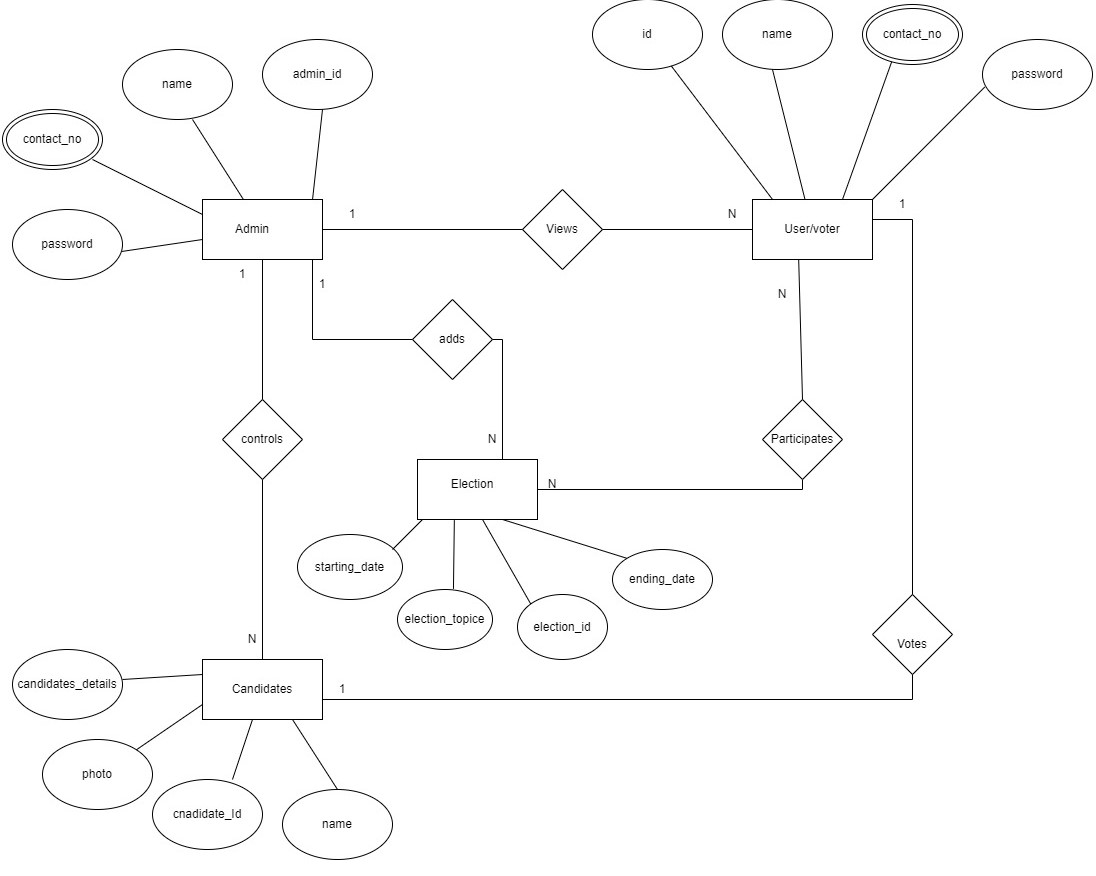 id
name
contact_no
password
admin_id
name
contact_no
password
Admin
1
Views
N
User/voter
1
1
1
N
adds
controls
N
Participates
Election
N
starting_date
election_topice
election_id
ending_date
N
Votes
candidates_details
Candidates
1
photo
cnadidate_Id
name